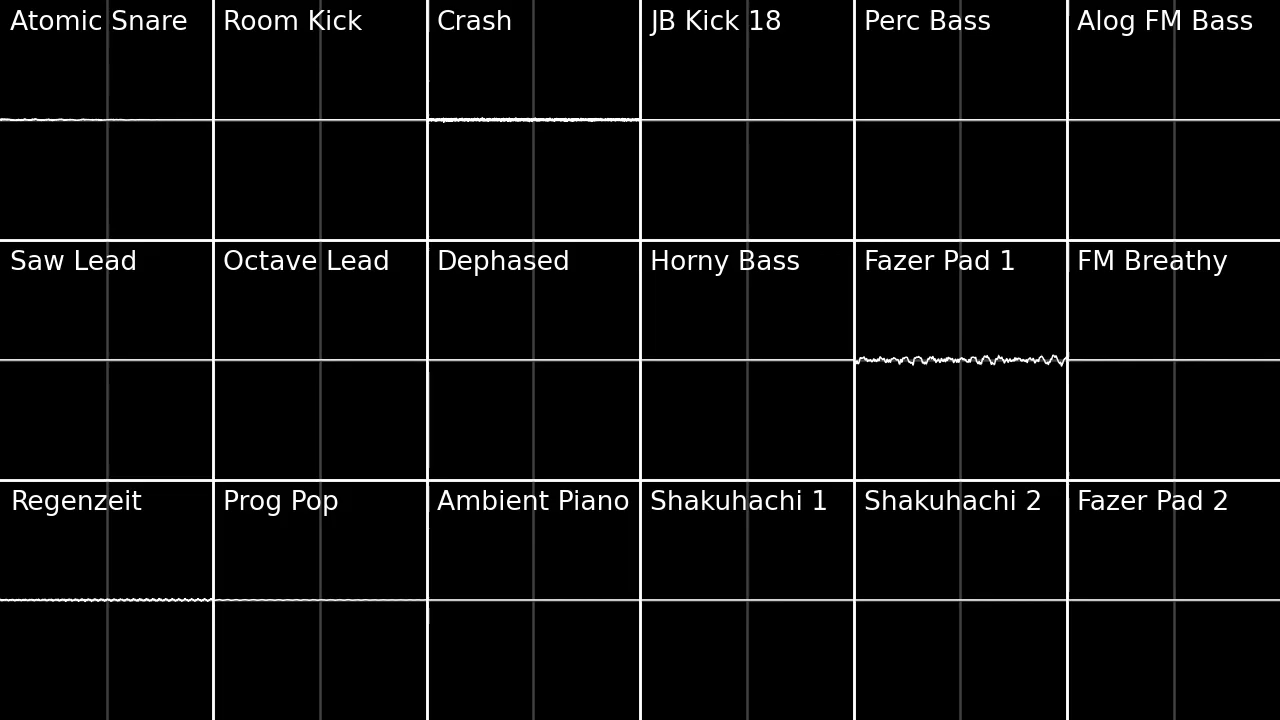 Atomic Snare
Room Kick
Crash
JB Kick 18
Perc Bass
Alog FM Bass
Saw Lead
Octave Lead
Dephased
Horny Bass
Fazer Pad 1
FM Breathy
Regenzeit
Prog Pop
Ambient Piano
Shakuhachi 1
Shakuhachi 2
Fazer Pad 2